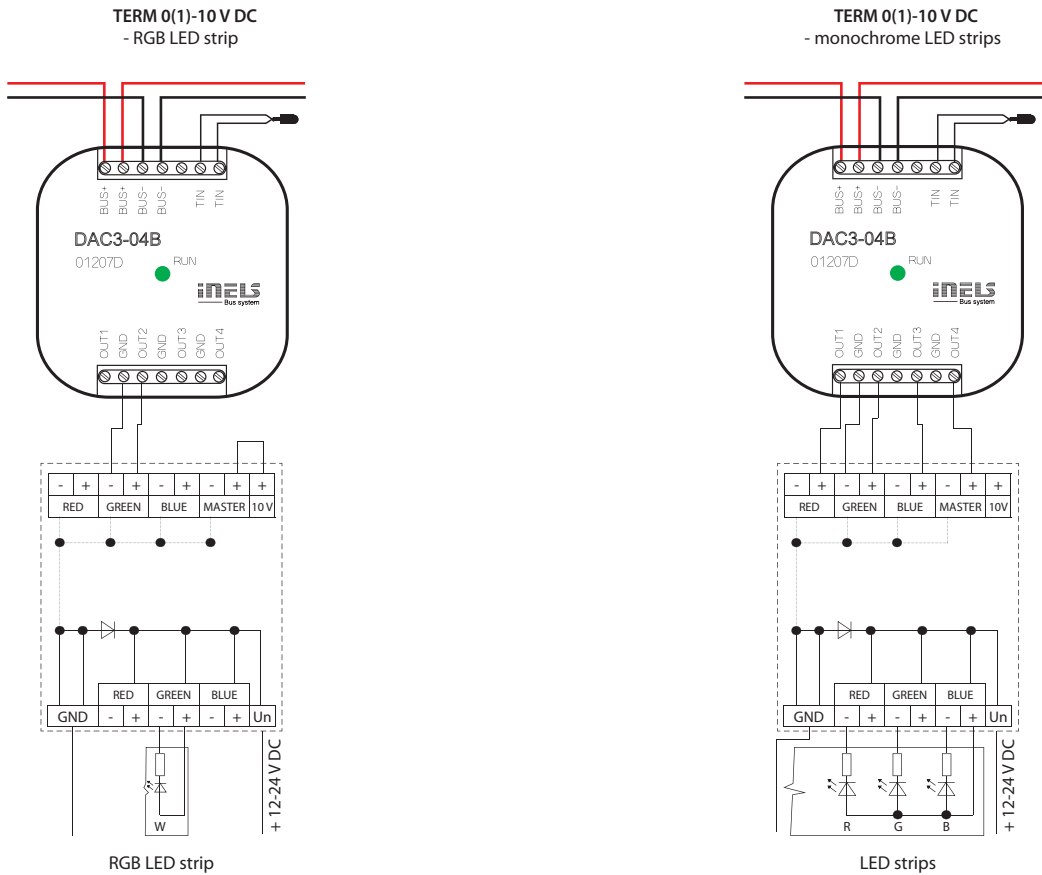 TERM 0(1)-10 V DC
- RGB LED strip
BUS+ BUS+ BUS- BUS- TIN TIN
DAC3-04B
01207D
RUN
iNELS
Bus system
OUT1 GND OUT2 GND OUT3 GND OUT4
- + - + - + - + +
RED GREEN BLUE MASTER 10 V
RED GREEN BLUE
GND - + - + - + Un
W
+ 12-24 V DC
RGB LED strip
TERM 0(1)-10 V DC
- monochrome LED strips
BUS+ BUS+ BUS- BUS- TIN TIN
DAC3-04B
01207D
RUN
iNELS
Bus system
OUT1 GND OUT2 GND OUT3 GND OUT4
- + - + - + - + +
RED GREEN BLUE MASTER 10V
RED GREEN BLUE
GND - + - + - + Un
R G B
+ 12-24 V DC
LED strips